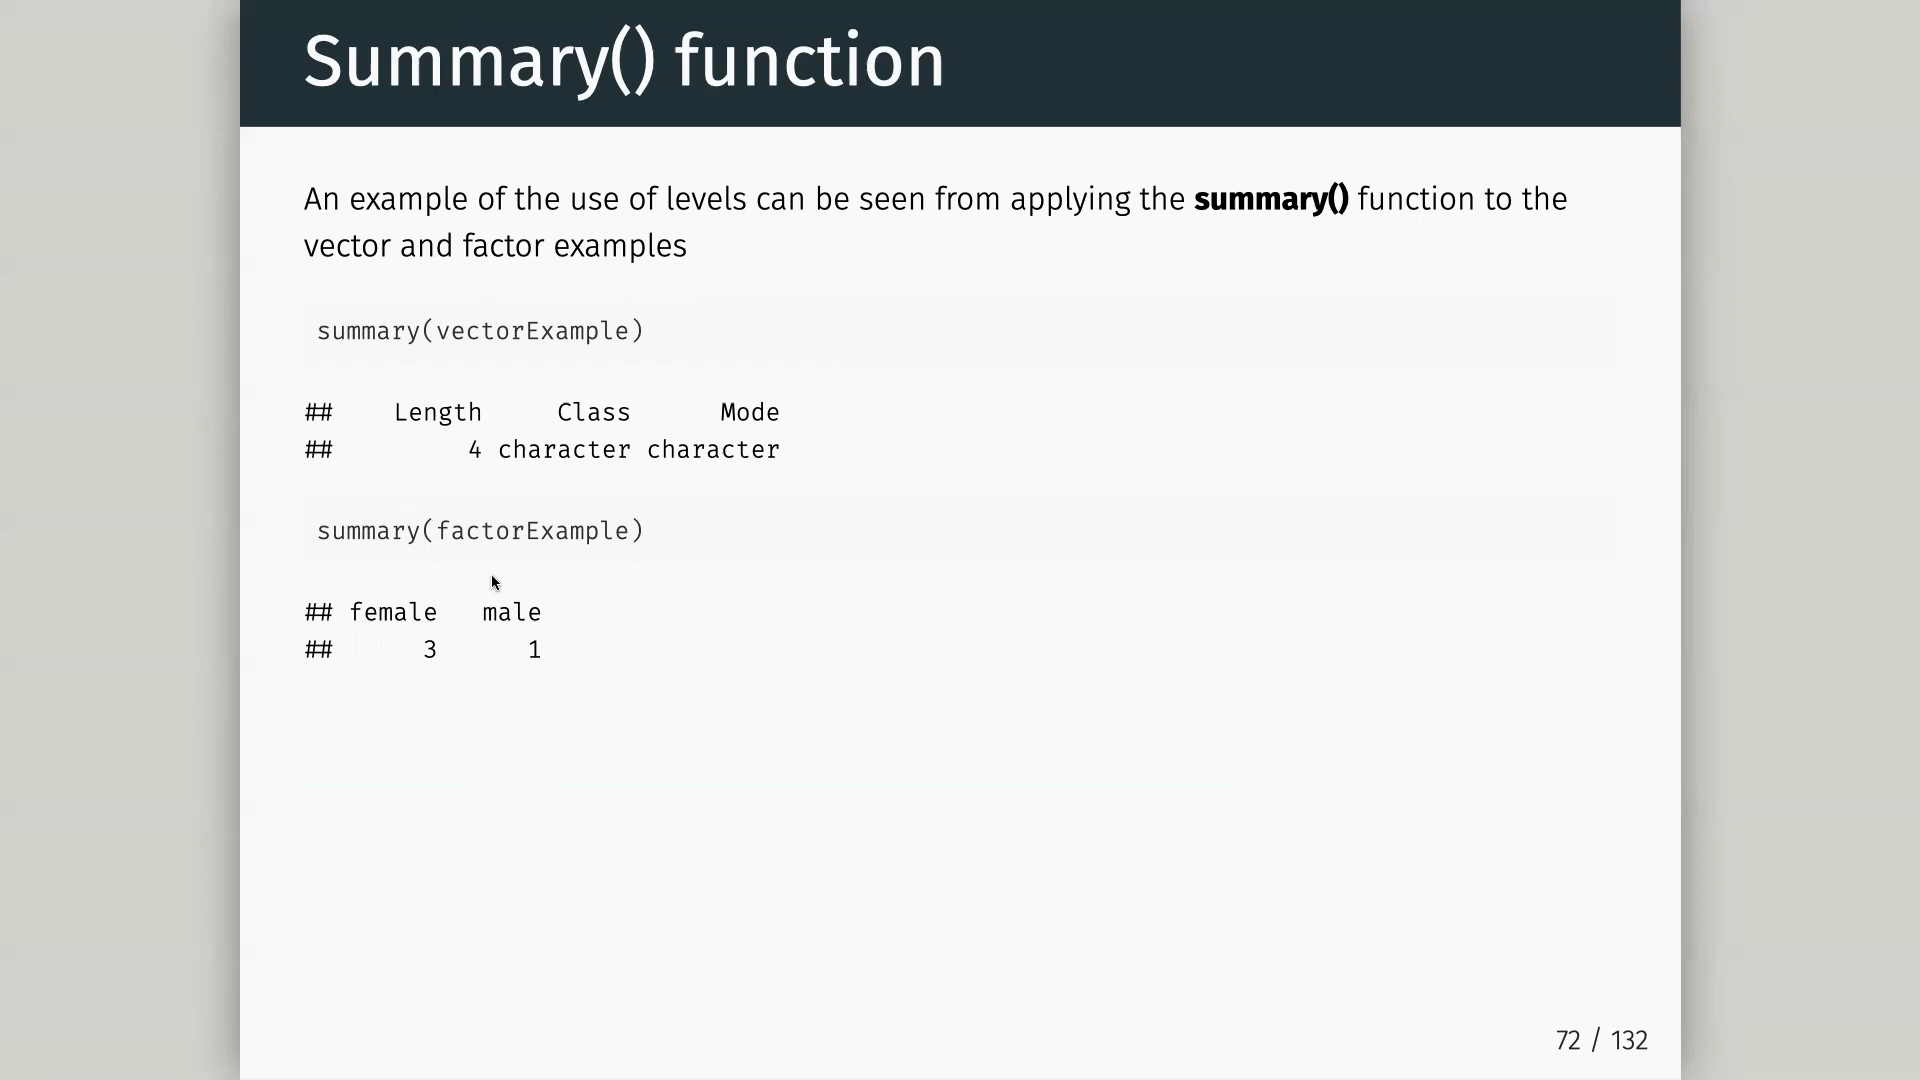 Summary() function
An example of the use of levels can be seen from applying the summary() function to the
vector and factor examples
summary(vectorExample)
##    Length     Class      Mode
##         4 character character
summary(factorExample)
## female   male
##      3      1
72 / 132